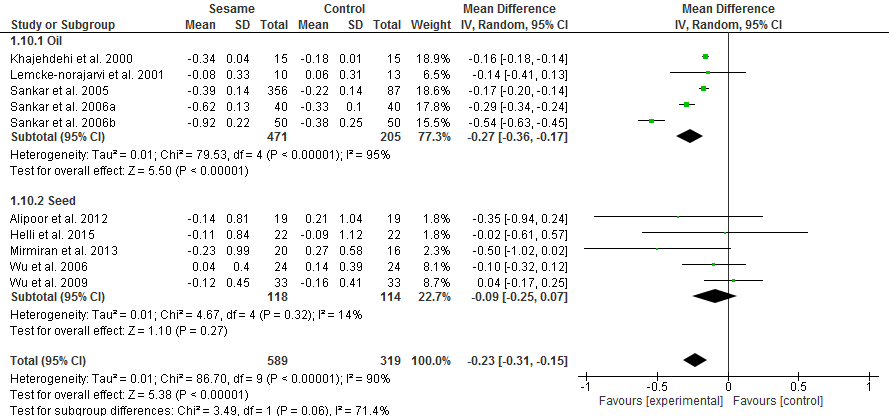 Sesame Control Mean Difference Mean Difference
Study or Subgroup Mean SD Total Mean SD Total Weight IV, Random, 95% CI IV, Random, 95% CI
1.10.1 Oil
Khajehdehi et al. 2000 -0.34 0.04 15 -0.18 0.01 15 18.9% -0.16 [-0.18, -0.14]
Lemcke-norajarvi et al. 2001 -0.08 0.33 10 0.06 0.31 13 6.5% -0.14 [-0.41, 0.13]
Sankar et al. 2005 -0.39 0.14 356 -0.22 0.14 87 18.6% -0.17 [-0.20, -0.14]
Sankar et al. 2006a -0.62 0.13 40 -0.33 0.1 40 17.8% -0.29 [-0.34, -0.24]
Sankar et al. 2006b -0.92 0.22 50 -0.38 0.25 50 15.5% -0.54 [-0.63, -0.45]
Subtotal (95% CI) 471 205 77.3% -0.27 [-0.36, -0.17]
Heterogeneity: Tau² = 0.01; Chi² = 79.53, df = 4 (P < 0.00001); I² = 95%
Test for overall effect: Z = 5.50 (P < 0.00001)
1.10.2 Seed
Alipoor et al. 2012 -0.14 0.81 19 0.21 1.04 19 1.8% -0.35 [-0.94, 0.24]
Helli et al. 2015 -0.11 0.84 22 -0.09 1.12 22 1.8% -0.02 [-0.61, 0.57]
Mirmiran et al. 2013 -0.23 0.99 20 0.27 0.58 16 2.3% -0.50 [-1.02, 0.02]
Wu et al. 2006 0.04 0.4 24 0.14 0.39 24 8.1% -0.10 [-0.32, 0.12]
Wu et al. 2009 -0.12 0.45 33 -0.16 0.41 33 8.7% 0.04 [-0.17, 0.25]
Subtotal (95% CI) 118 114 22.7% -0.09 [-0.25, 0.07]
Heterogeneity: Tau² = 0.01; Chi² = 4.67, df = 4 (P = 0.32); I² = 14%
Test for overall effect: Z = 1.10 (P = 0.27)
Total (95% CI) 589 319 100.0% -0.23 [-0.31, -0.15]
Heterogeneity: Tau² = 0.01; Chi² = 86.70, df = 9 (P < 0.00001); I² = 90%
Test for overall effect: Z = 5.38 (P < 0.00001)
Test for subgroup differences: Chi² = 3.49, df = 1 (P = 0.06), I² = 71.4%
-1 -0.5 0 0.5 1
Favours [experimental] Favours [control]